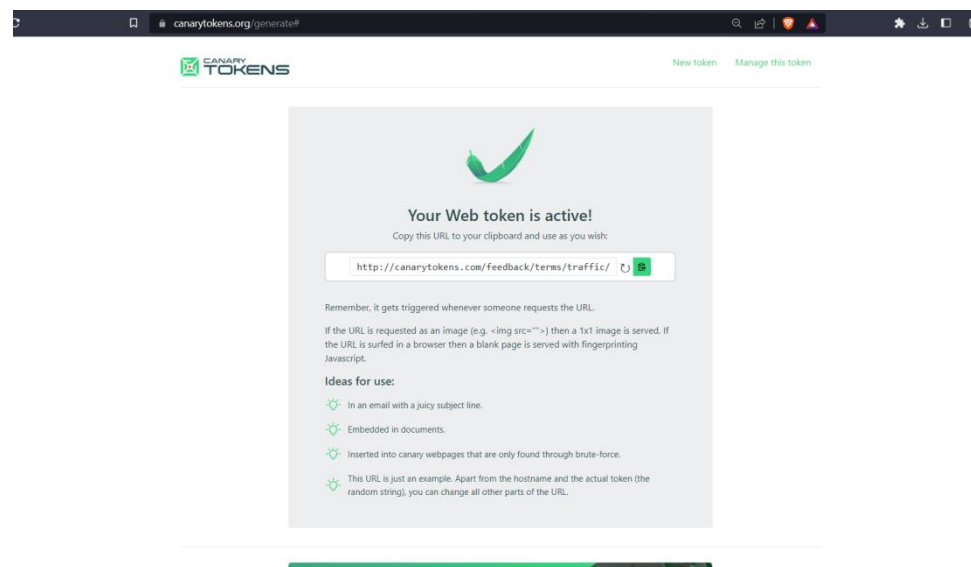 canarytokens.org/generate#
CANARY
TOKENS
New token Manage this token
Your Web token is active!
Copy this URL to your clipboard and use as you wish:
http://canarytokens.com/feedback/terms/traffic/
Remember, it gets triggered whenever someone requests the URL.
If the URL is requested as an image (e.g. <img src="">) then a 1x1 image is served. If
the URL is surfed in a browser then a blank page is served with fingerprinting
Javascript.
Ideas for use:
In an email with a juicy subject line.
Embedded in documents.
Inserted into canary webpages that are only found through brute-force.
This URL is just an example. Apart from the hostname and the actual token (the
random string), you can change all other parts of the URL.